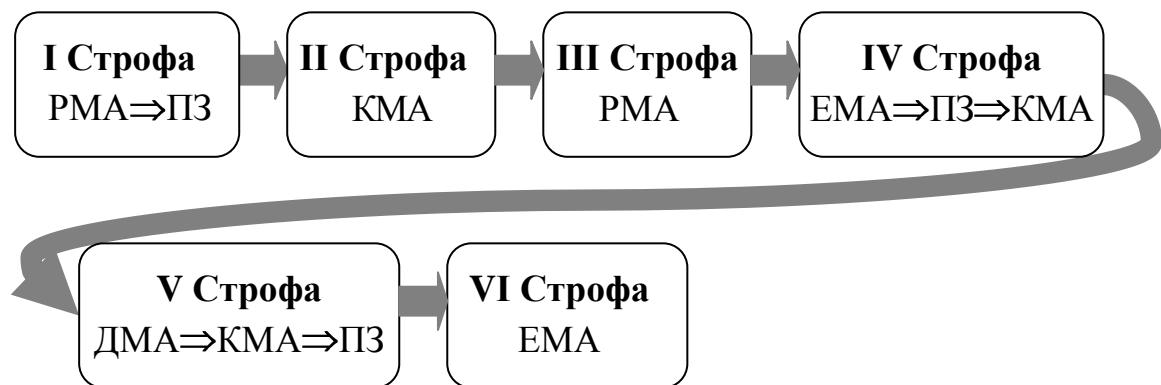 I Строфа
РМА⇒ПЗ
II Строфа
КМА
III Строфа
РМА
IV Строфа
ЕМА⇒ПЗ⇒КМА
V Строфа
ДМА⇒КМА⇒ПЗ
VI Строфа
ЕМА